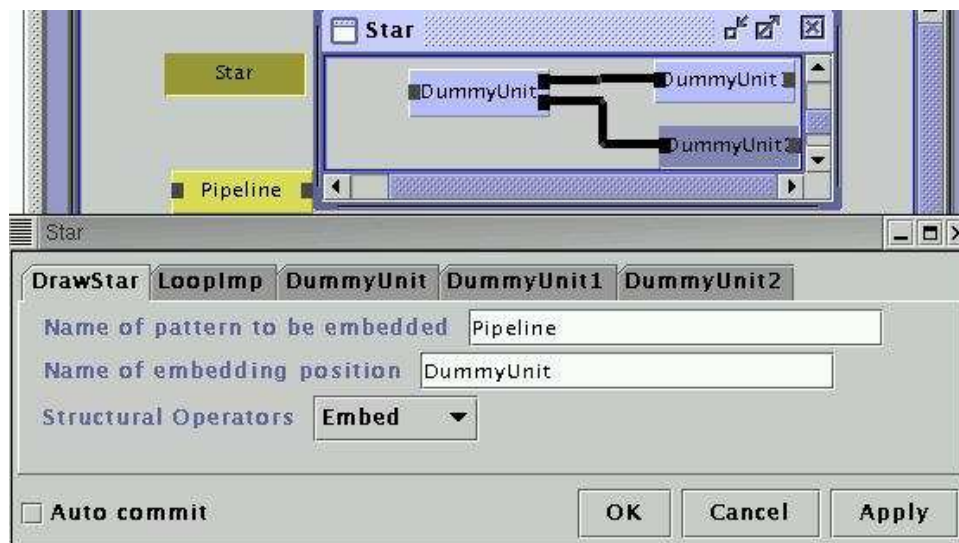 Star
Star
DummyUnit
DummyUnit1
DummyUnit2
Pipeline
Star
DrawStar LoopImp DummyUnit DummyUnit1 DummyUnit2
Name of pattern to be embedded Pipeline
Name of embedding position DummyUnit
Structural Operators Embed
Auto commit OK Cancel Apply